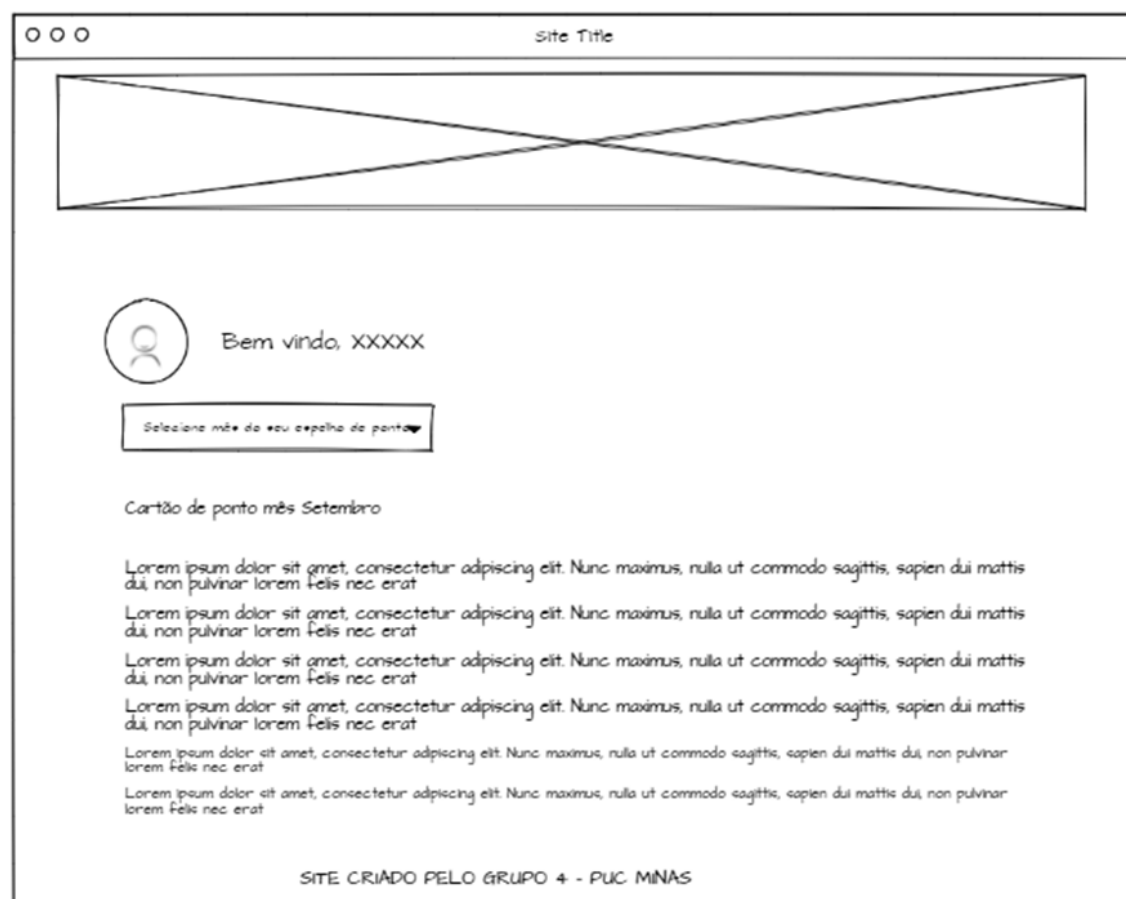 Site Title
Bem vindo, XXXXX
Selecione mês do seu espelho de ponto
Cartão de ponto mês Setembro
Lorem ipsum dolor sit amet, consectetur adipiscing elit. Nunc maximus, nulla ut commodo sagittis, sapien dui mattis
dui, non pulvinar lorem felis nec erat
Lorem ipsum dolor sit amet, consectetur adipiscing elit. Nunc maximus, nulla ut commodo sagittis, sapien dui mattis
dui, non pulvinar lorem felis nec erat
Lorem ipsum dolor sit amet, consectetur adipiscing elit. Nunc maximus, nulla ut commodo sagittis, sapien dui mattis
dui, non pulvinar lorem felis nec erat
Lorem ipsum dolor sit amet, consectetur adipiscing elit. Nunc maximus, nulla ut commodo sagittis, sapien dui mattis
dui, non pulvinar lorem felis nec erat
Lorem ipsum dolor sit amet, consectetur adipiscing elit. Nunc maximus, nulla ut commodo sagittis, sapien dui mattis dui, non pulvinar
lorem felis nec erat
Lorem ipsum dolor sit amet, consectetur adipiscing elit. Nunc maximus, nulla ut commodo sagittis, sapien dui mattis dui, non pulvinar
lorem felis nec erat
SITE CRIADO PELO GRUPO 4 - PUC MINAS